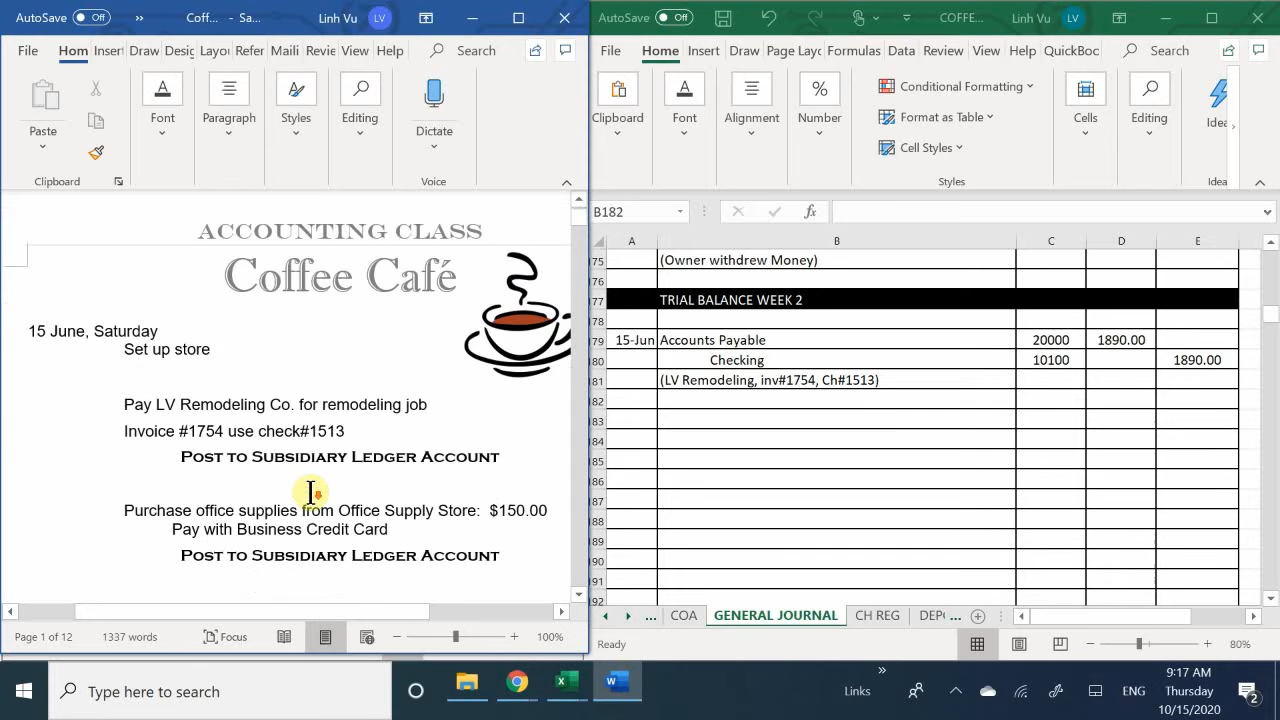 AutoSave Off » Coff... - Sa... Linh Vu LV
File Hom Insert Draw Desig Layou Refer Maili Revie View Help Search
Paste
Font
Paragraph
Styles
Editing
Dictate
Clipboard
Voice
ACCOUNTING CLASS
Coffee Café
15 June, Saturday
Set up store
Pay LV Remodeling Co. for remodeling job
Invoice #1754 use check#1513
Post to Subsidiary Ledger Account
Purchase office supplies from Office Supply Store: $150.00
Pay with Business Credit Card
Post to Subsidiary Ledger Account
Page 1 of 12 1337 words Focus 100%
AutoSave Off COFFE... Linh Vu LV
File Home Insert Draw Page Layc Formulas Data Review View Help QuickBoc Search
Clipboard
Font
Alignment
Number
Conditional Formatting
Format as Table
Cell Styles
Cells
Editing
Idea
Styles
Idea
B182 fx
A B C D E
175 (Owner withdrew Money)
176
177 TRIAL BALANCE WEEK 2
178
179 15-Jun Accounts Payable 20000 1890.00
180 Checking 10100 1890.00
181 (LV Remodeling, inv#1754, Ch#1513)
182
183
184
185
186
187
188
189
190
191
192
... COA GENERAL JOURNAL CH REG DEP ...
Ready 80%
Type here to search
Links » ENG
9:17 AM
Thursday
10/15/2020
2